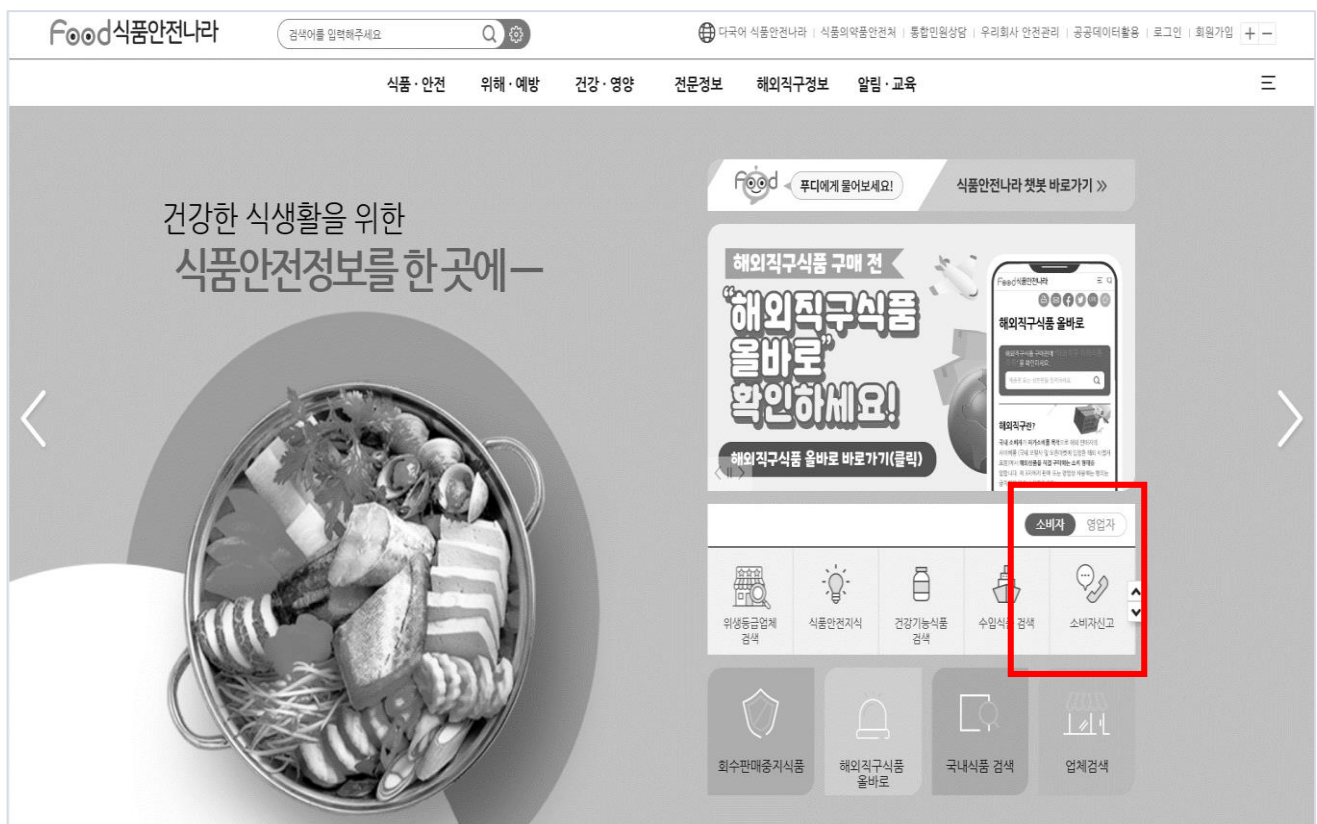 Food식품안전나라
검색어를 입력해주세요
다국어 식품안전나라 | 식품의약품안전처 | 통합민원상담 | 우리회사 안전관리 | 공공데이터활용 | 로그인 | 회원가입 + −
식품·안전 위해·예방 건강·영양 전문정보 해외직구정보 알림·교육
건강한 식생활을 위한
식품안전정보를 한 곳에
Food 푸디에게 물어보세요! 식품안전나라 챗봇 바로가기 »
해외직구식품 구매 전
“해외직구식품
올바로”
확인하세요!
해외직구식품 올바로 바로가기(클릭)
Food식품안전나라
해외직구식품 올바로
해외직구란?
소비자 영업자
위생등급업체
검색
식품안전지식
건강기능식품
검색
수입식품 검색
소비자신고
회수판매중지식품
해외직구식품
올바로
국내식품 검색
업체검색